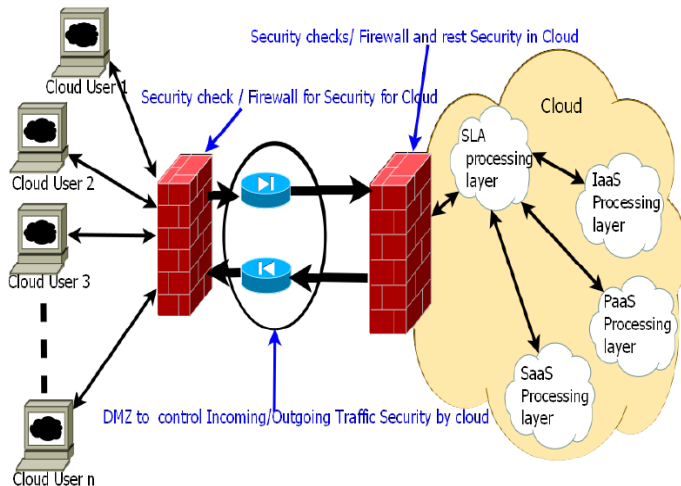 Security checks/ Firewall and rest Security in Cloud
Cloud User 1
Security check / Firewall for Security for Cloud
Cloud
SLA
processing
layer
Cloud User 2
IaaS
Processing
layer
Cloud User 3
PaaS
Processing
layer
SaaS
Processing
layer
DMZ to control Incoming/Outgoing Traffic Security by cloud
Cloud User n